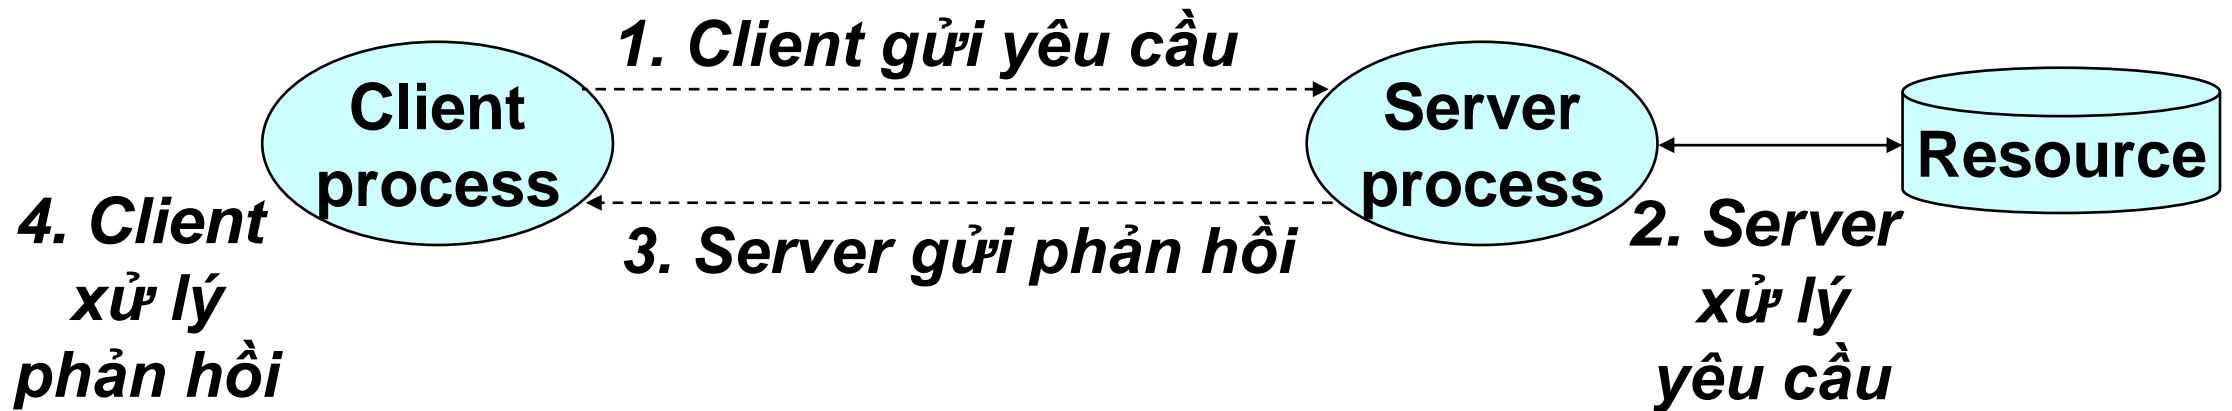 1. Client gửi yêu cầu
Client
process
Server
process
Resource
3. Server gửi phản hồi
2. Server
xử lý
yêu cầu
4. Client
xử lý
phản hồi